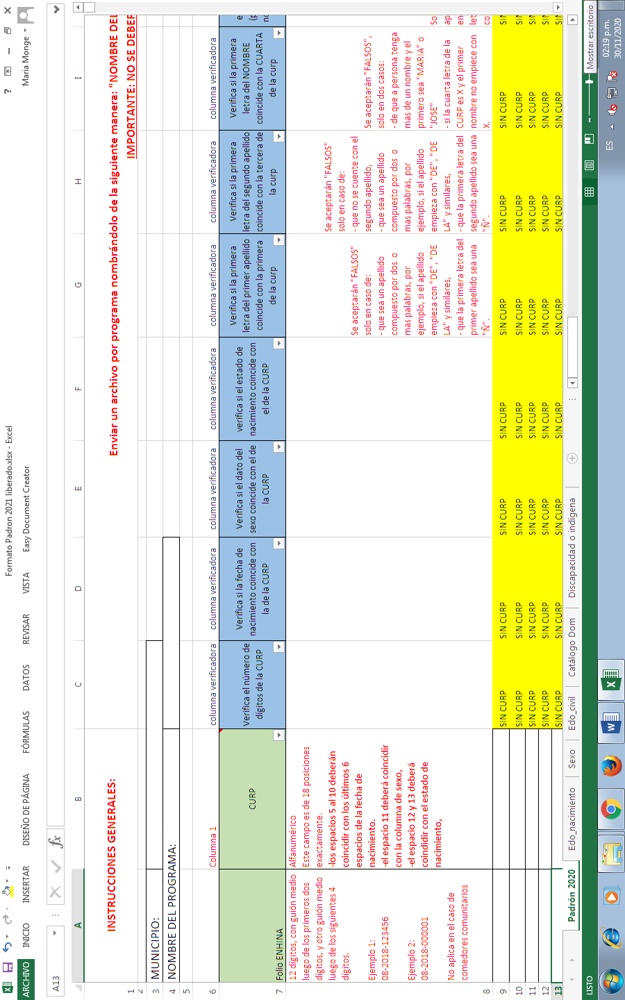 Formato Padron 2021 liberado.xlsx - Excel
?
ARCHIVO INICIO INSERTAR DISEÑO DE PÁGINA FÓRMULAS DATOS REVISAR VISTA Easy Document Creator Maria Monge
A13
fx
A B C D E F G H I
1
INSTRUCCIONES GENERALES:
Enviar un archivo por programa nombrándolo de la siguiente manera: "NOMBRE DEL
IMPORTANTE: NO SE DEBER
2
3 MUNICIPIO:
4 NOMBRE DEL PROGRAMA:
5
6 Columna 1 columna verificadora columna verificadora columna verificadora columna verificadora columna verificadora columna verificadora columna verificadora
7
Folio ENHINA
CURP
Verifica el número de
dígitos de la CURP
Verifica si la fecha de
nacimiento coincide con
la de la CURP
Verifica si el dato del
sexo coincide con el de
la CURP
verifica si el estado de
nacimiento coincide con
el de la CURP
Verifica si la primera
letra del primer apellido
coincide con la primera
de la curp
Verifica si la primera
letra del segundo apellido
coincide con la tercera de
la curp
Verifica si la primera
letra del NOMBRE
coincide con la CUARTA
de la curp
8
12 dígitos, con guión medio
luego de los primeros dos
dígitos, y otro guión medio
luego de los siguientes 4
dígitos.
Ejemplo 1:
08-2018-123456
Ejemplo 2:
08-2018-000001
No aplica en el caso de
comedores comunitarios
Alfanumérico
Este campo es de 18 posiciones
exactamente.
-los espacios 5 al 10 deberán
coincidir con los últimos 6
espacios de la fecha de
nacimiento.
-el espacio 11 deberá coincidir
con la columna de sexo,
-el espacio 12 y 13 deberá
coindidir con el estado de
nacimiento,
Se aceptarán "FALSOS"
solo en caso de:
- que sea un apellido
compuesto por dos o
mas palabras, por
ejemplo, si el apellido
empieza con "DE", "DE
LA" y similares,
- que la primera letra del
primer apellido sea una
"Ñ".
Se aceptarán "FALSOS"
solo en caso de:
- que no se cuente con el
segundo apellido,
- que sea un apellido
compuesto por dos o
mas palabras, por
ejemplo, si el apellido
empieza con "DE", "DE
LA" y similares,
- que la primera letra del
segundo apellido sea una
"Ñ".
Se aceptarán "FALSOS",
solo en dos casos:
- de que a persona tenga
mas de un nombre y el
primero sea "MARIA" o
"JOSE"
- si la cuarta letra de la
CURP es X y el primer
nombre no empiece con
X.
So
ap
en
let
co
9 SIN CURP SIN CURP SIN CURP SIN CURP SIN CURP SIN CURP SIN CURP SIN
10 SIN CURP SIN CURP SIN CURP SIN CURP SIN CURP SIN CURP SIN CURP SIN
11 SIN CURP SIN CURP SIN CURP SIN CURP SIN CURP SIN CURP SIN CURP SIN
12 SIN CURP SIN CURP SIN CURP SIN CURP SIN CURP SIN CURP SIN CURP SIN
13 SIN CURP SIN CURP SIN CURP SIN CURP SIN CURP SIN CURP SIN CURP SIN
Padrón 2020 Edo_nacimiento Sexo Edo_civil Catálogo Dom Discapacidad o indígena
LISTO
Mostrar escritorio
ES
02:19 p.m.
30/11/2020